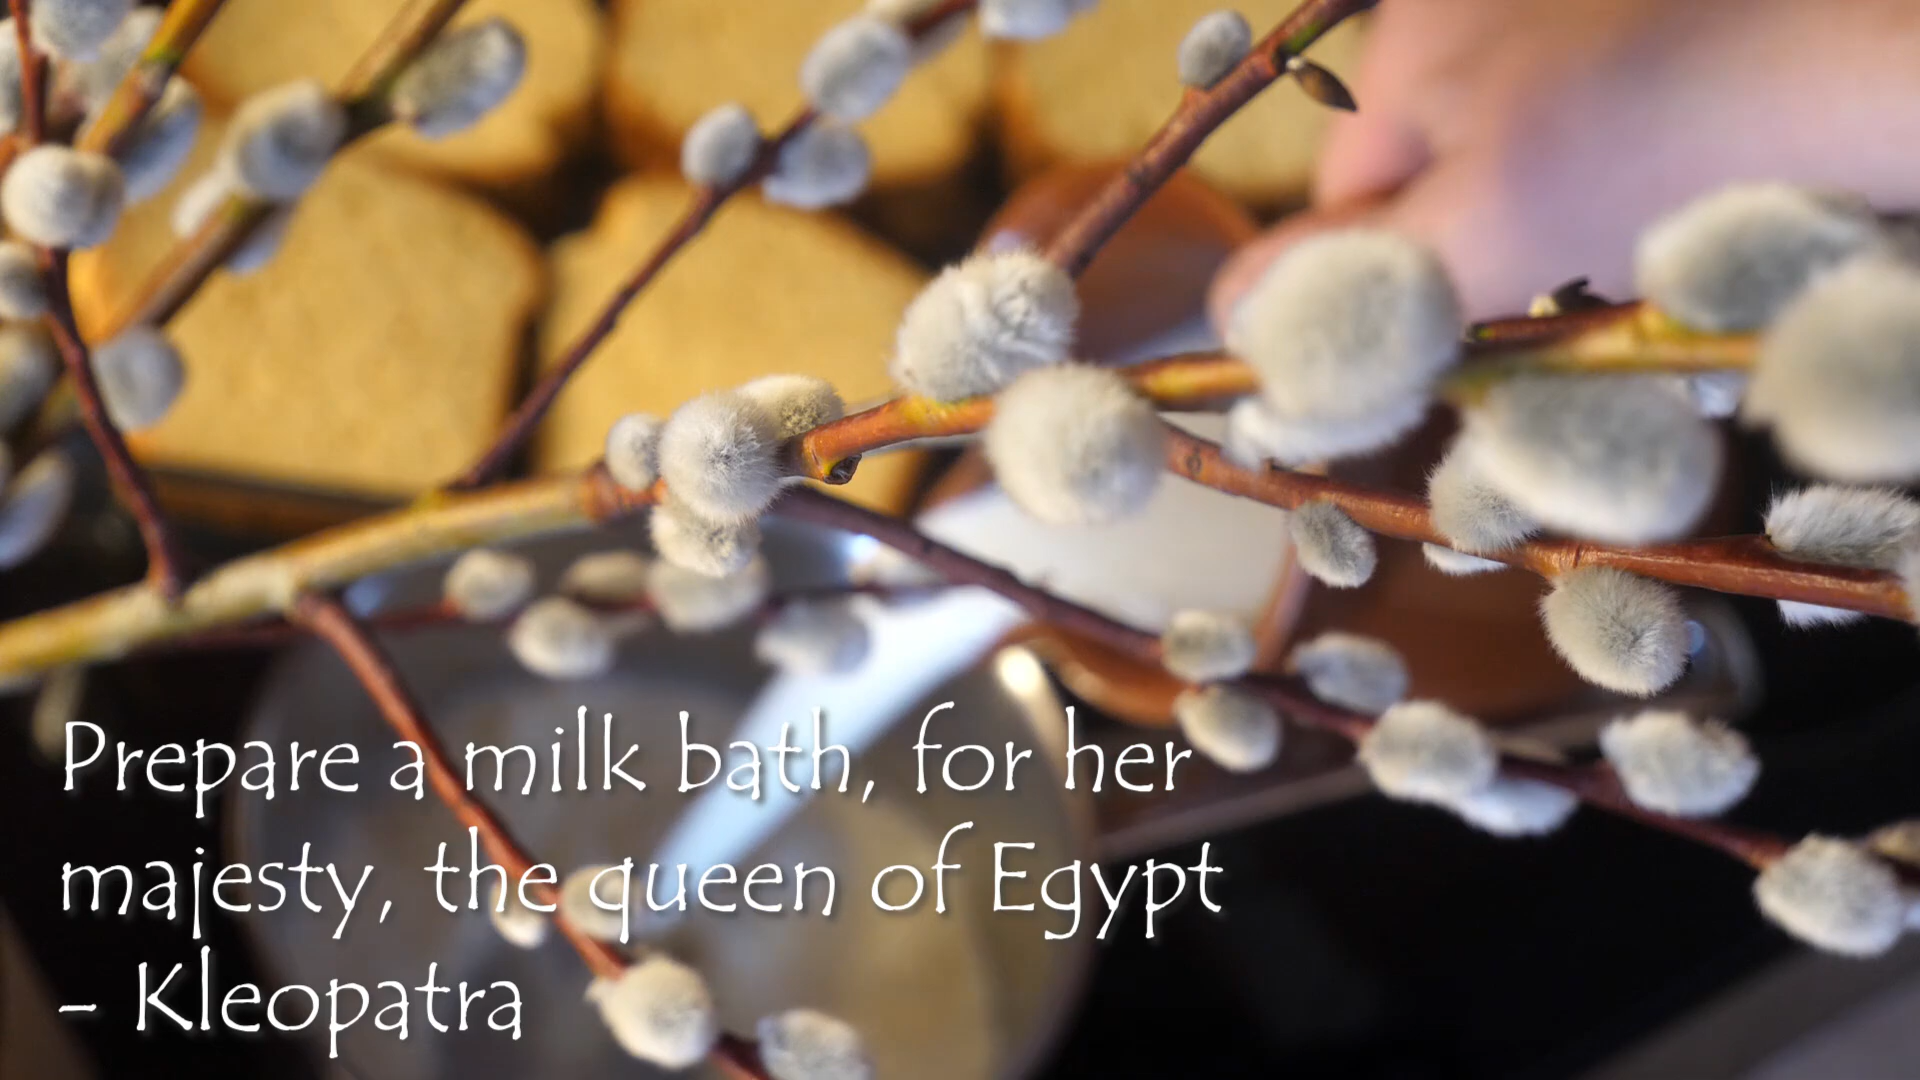 Prepare a milk bath, for her
majesty, the queen of Egypt
- Kleopatra